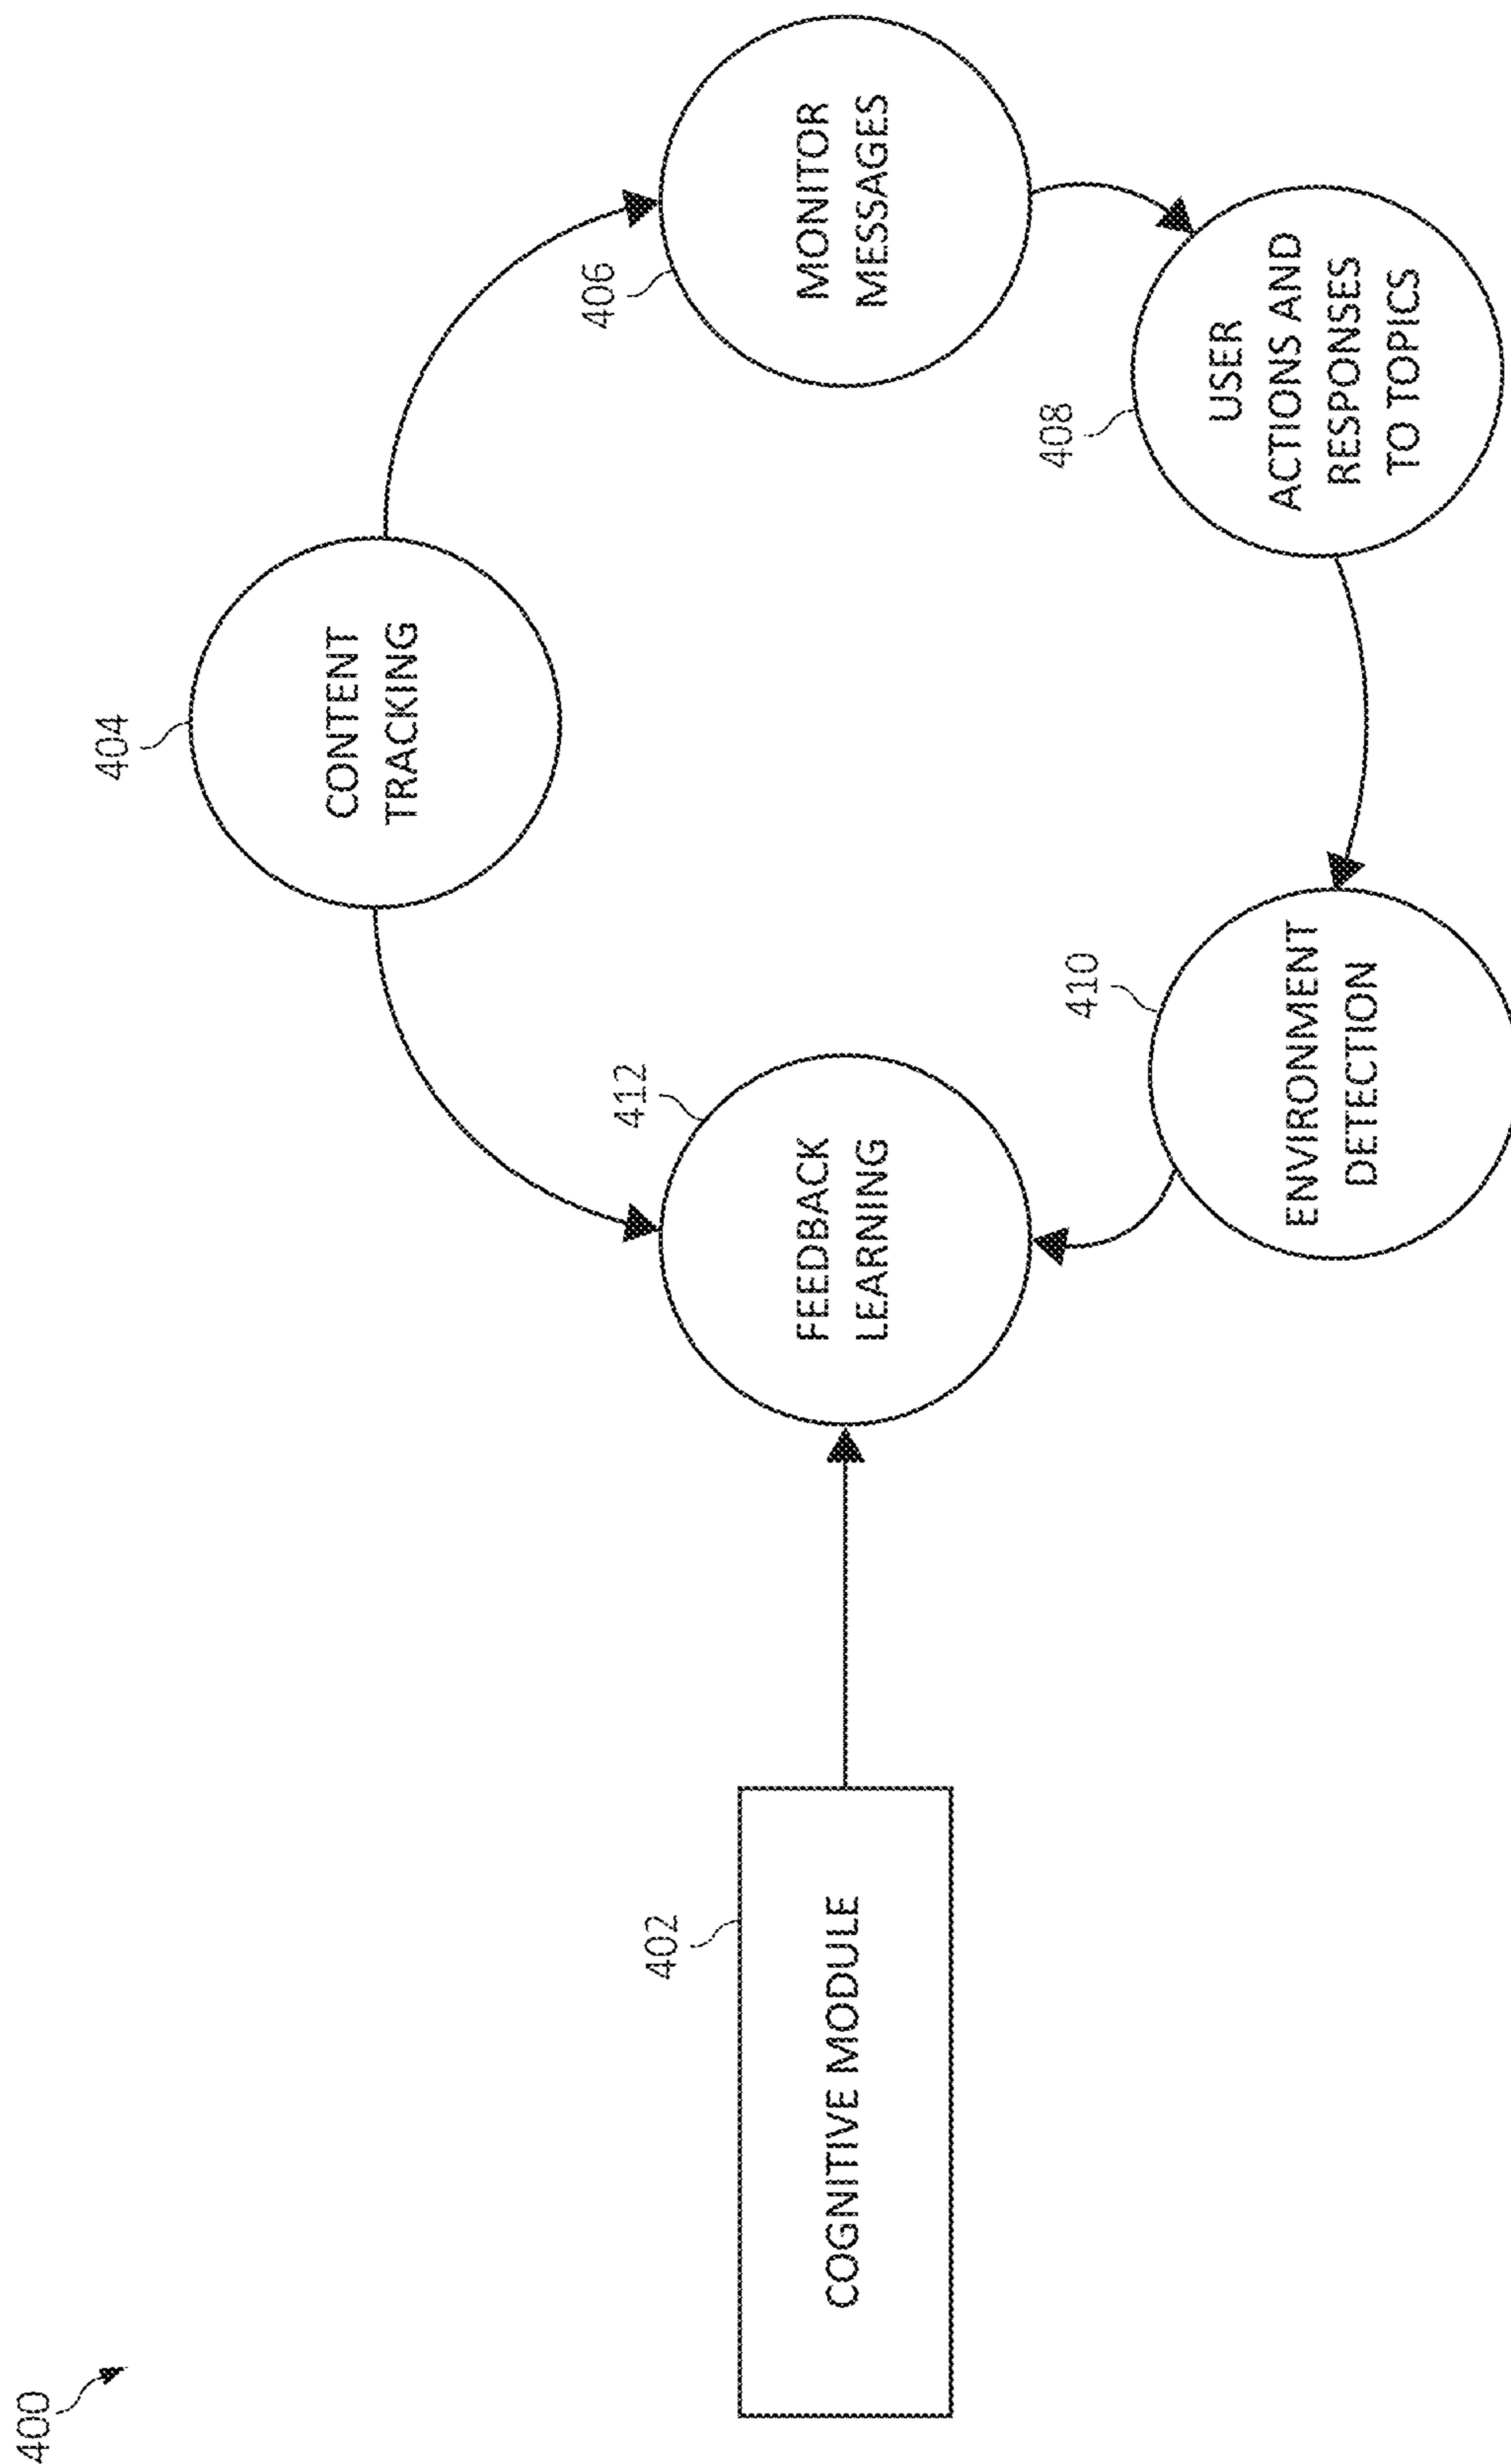 400
402
COGNITIVE MODULE
404
CONTENT
TRACKING
406
MONITOR
MESSAGES
408
USER
ACTIONS AND
RESPONSES
TO TOPICS
410
ENVIRONMENT
DETECTION
412
FEEDBACK
LEARNING